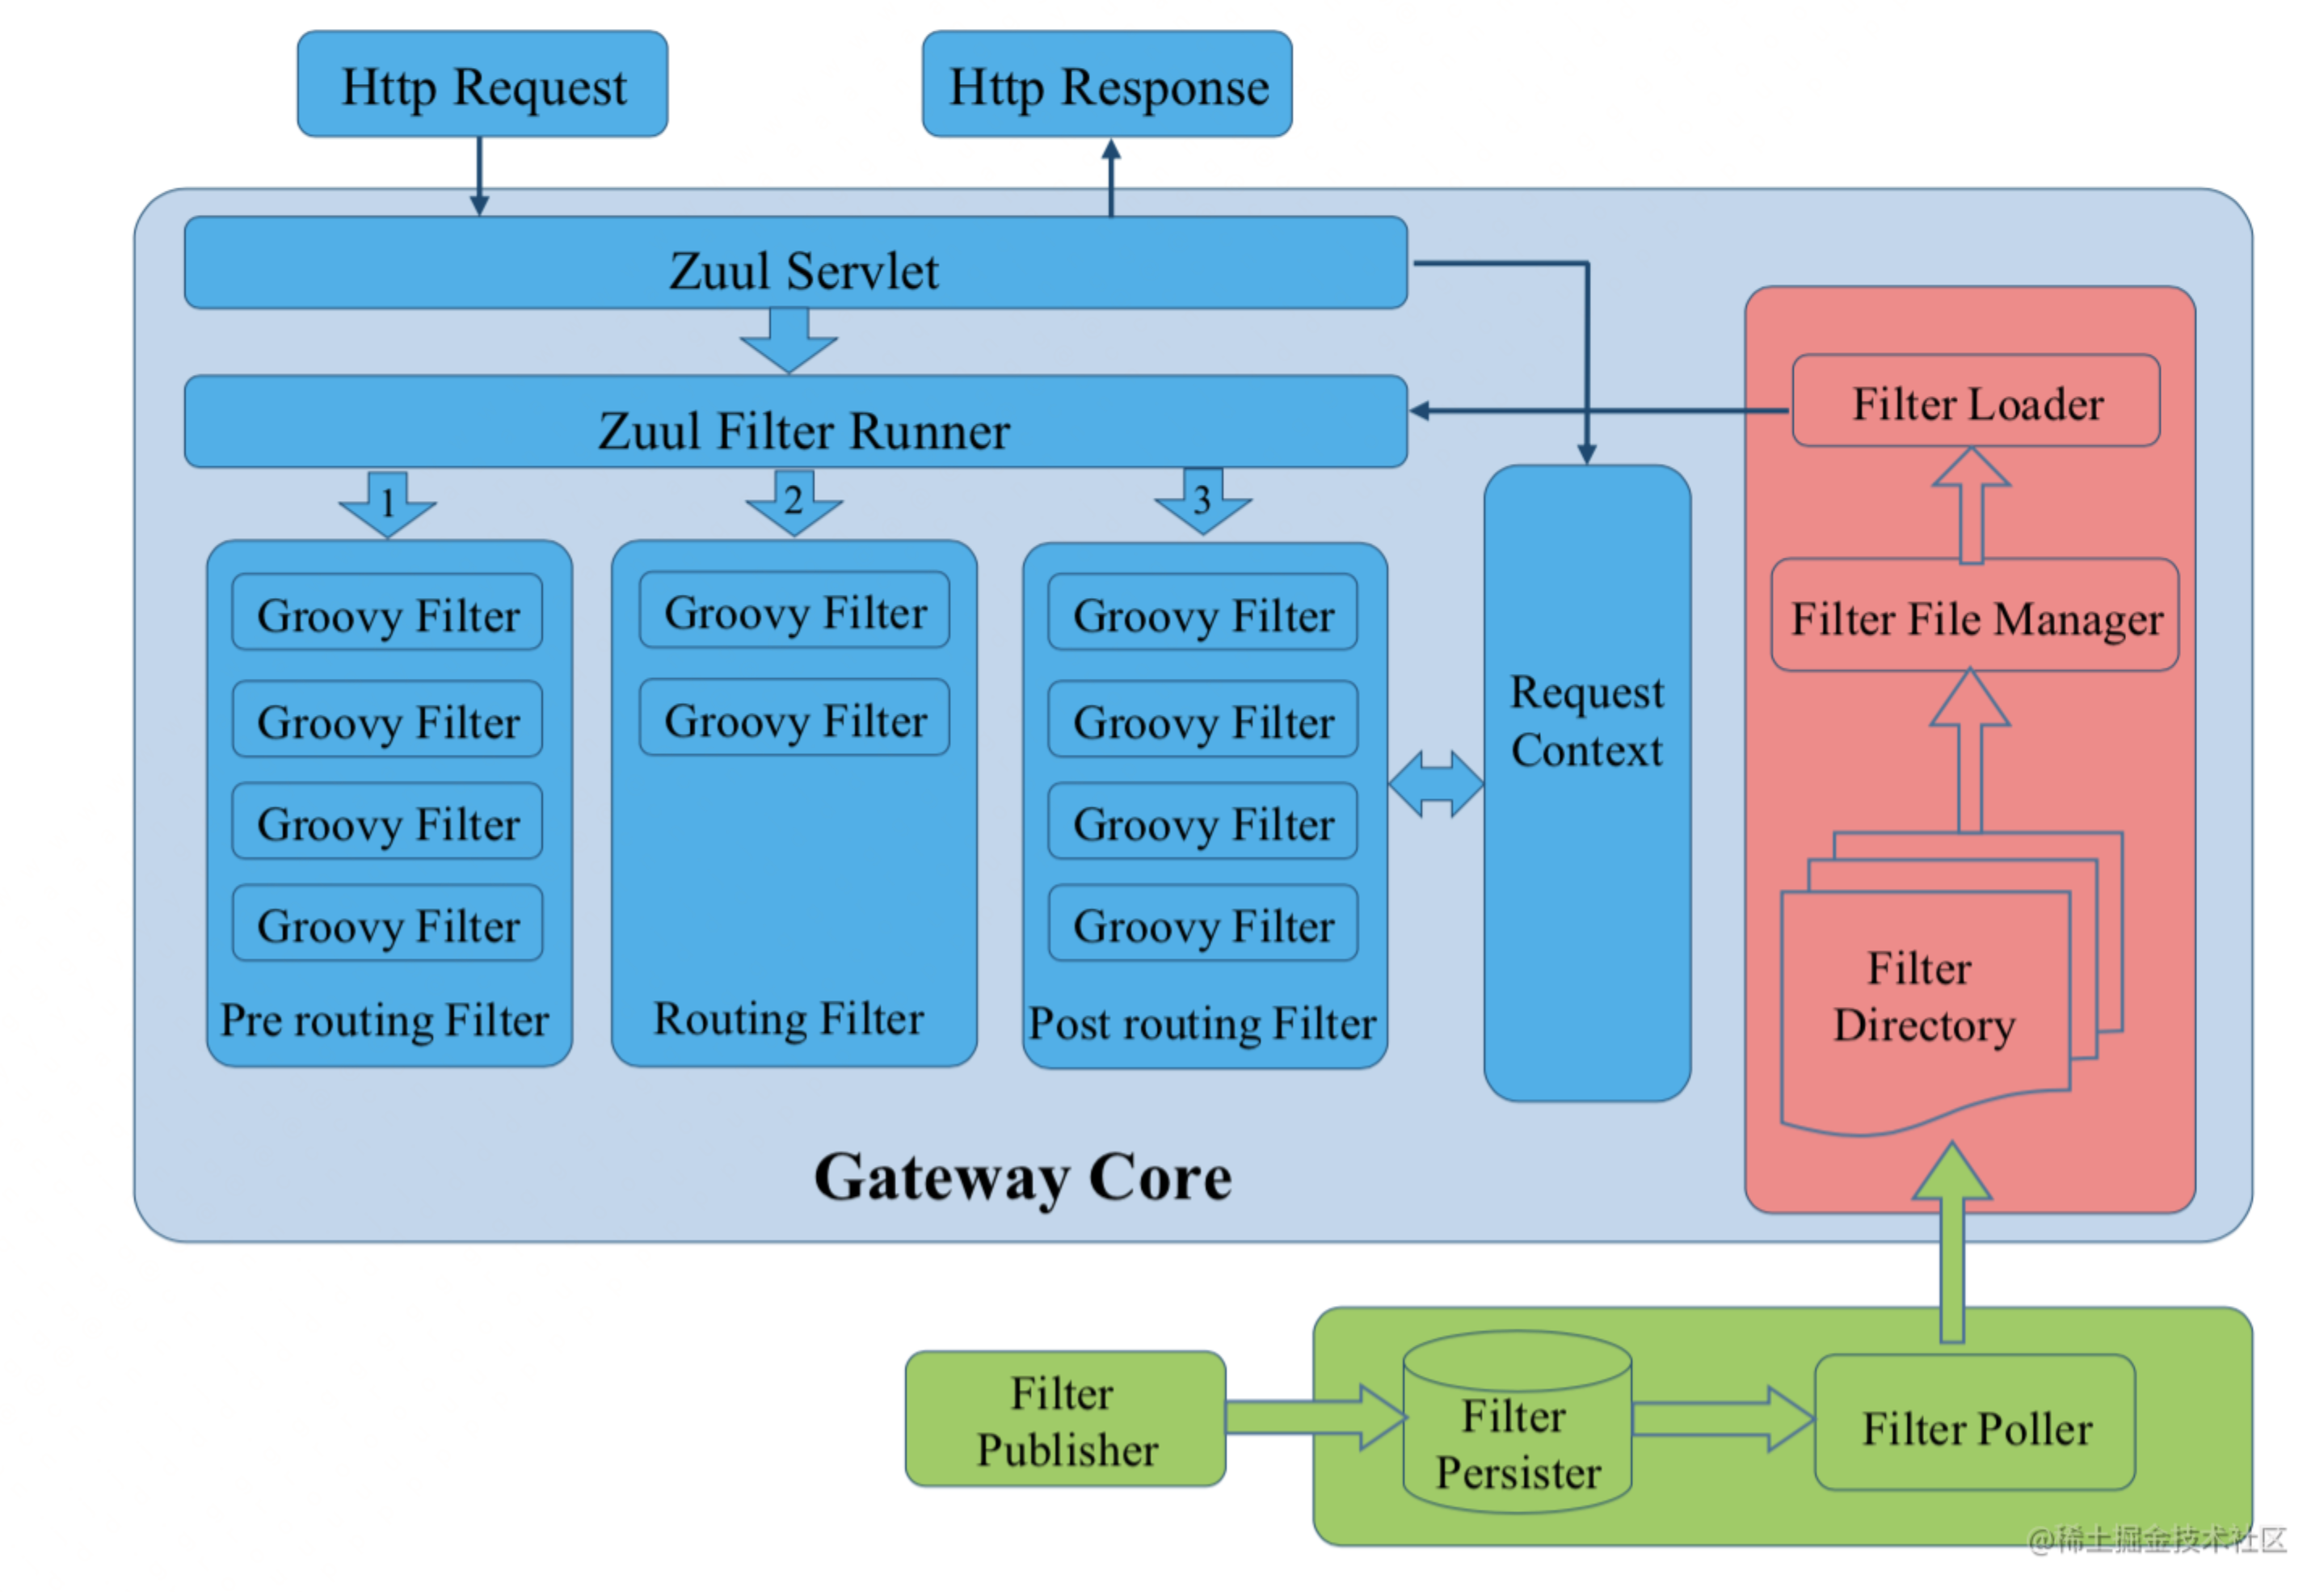 Http Request
Http Response
Zuul Servlet
Zuul Filter Runner
Filter Loader
1
2
3
Groovy Filter
Groovy Filter
Groovy Filter
Groovy Filter
Pre routing Filter
Groovy Filter
Groovy Filter
Routing Filter
Groovy Filter
Groovy Filter
Groovy Filter
Groovy Filter
Post routing Filter
Request
Context
Filter File Manager
Filter
Directory
Gateway Core
Filter
Publisher
Filter
Persister
Filter Poller
@稀土掘金技术社区